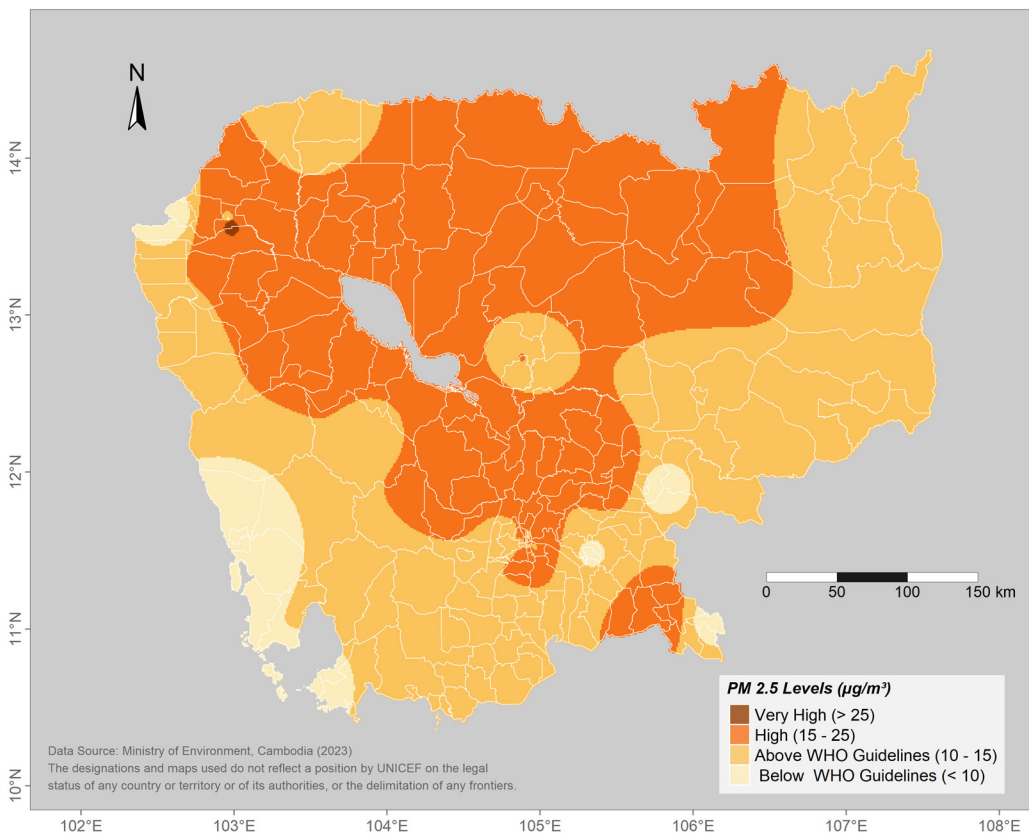 N
14°N
13°N
12°N
11°N
10°N
0 50 100 150 km
PM 2.5 Levels (µg/m³)
Very High (> 25)
High (15 - 25)
Above WHO Guidelines (10 - 15)
Below WHO Guidelines (< 10)
Data Source: Ministry of Environment, Cambodia (2023)
The designations and maps used do not reflect a position by UNICEF on the legal
status of any country or territory or of its authorities, or the delimitation of any frontiers.
102°E 103°E 104°E 105°E 106°E 107°E 108°E